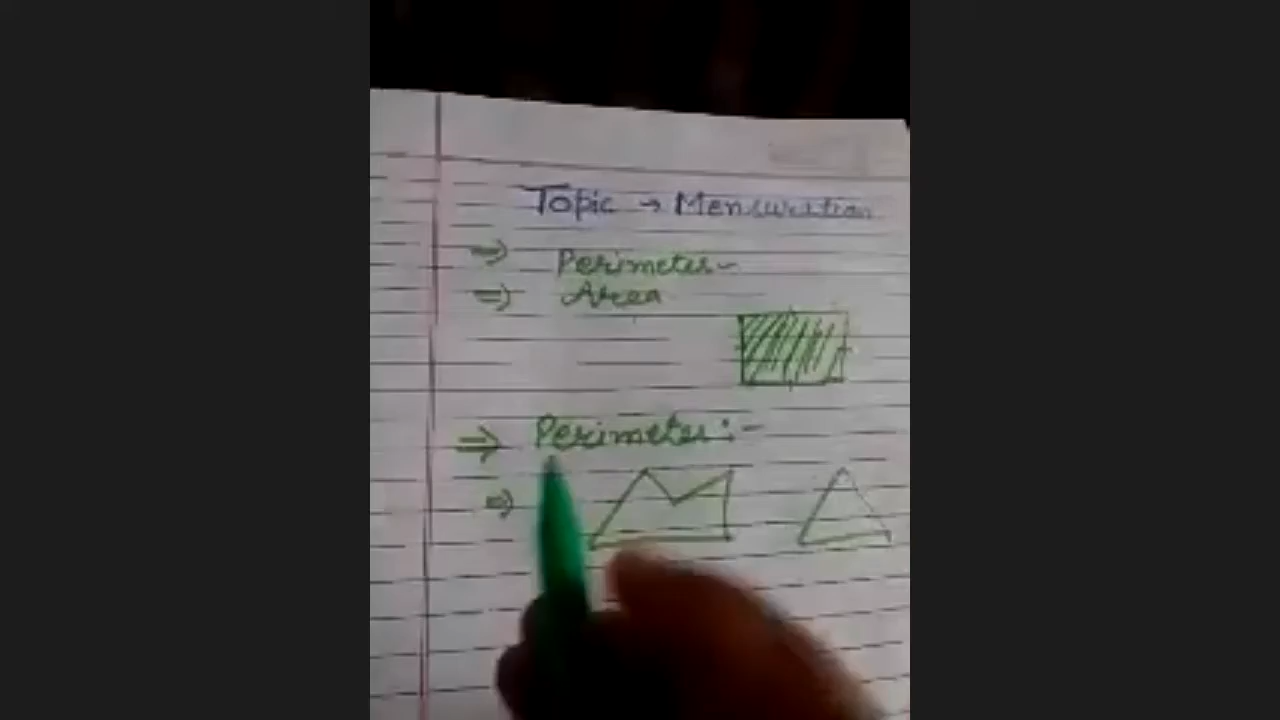 Topic → Mensuration
⇒ Perimeter -
⇒ Area
⇒ Perimeter :-
⇒